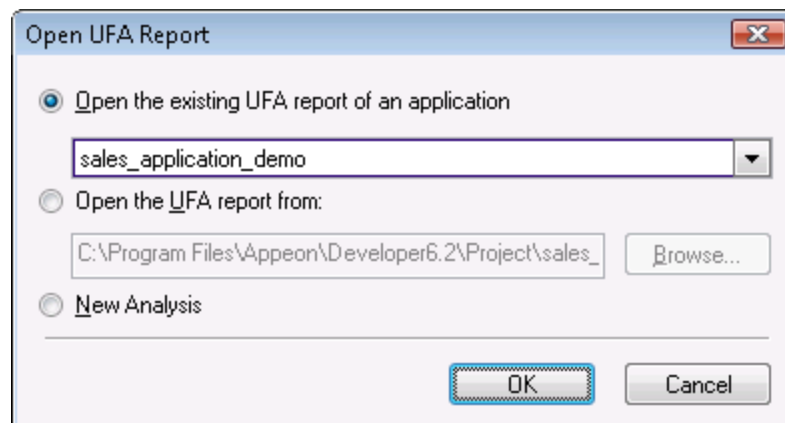 Open UFA Report
Open the existing UFA report of an application
sales_application_demo
Open the UFA report from:
C:\Program Files\Appeon\Developer6.2\Project\sales_
Browse...
New Analysis
OK Cancel